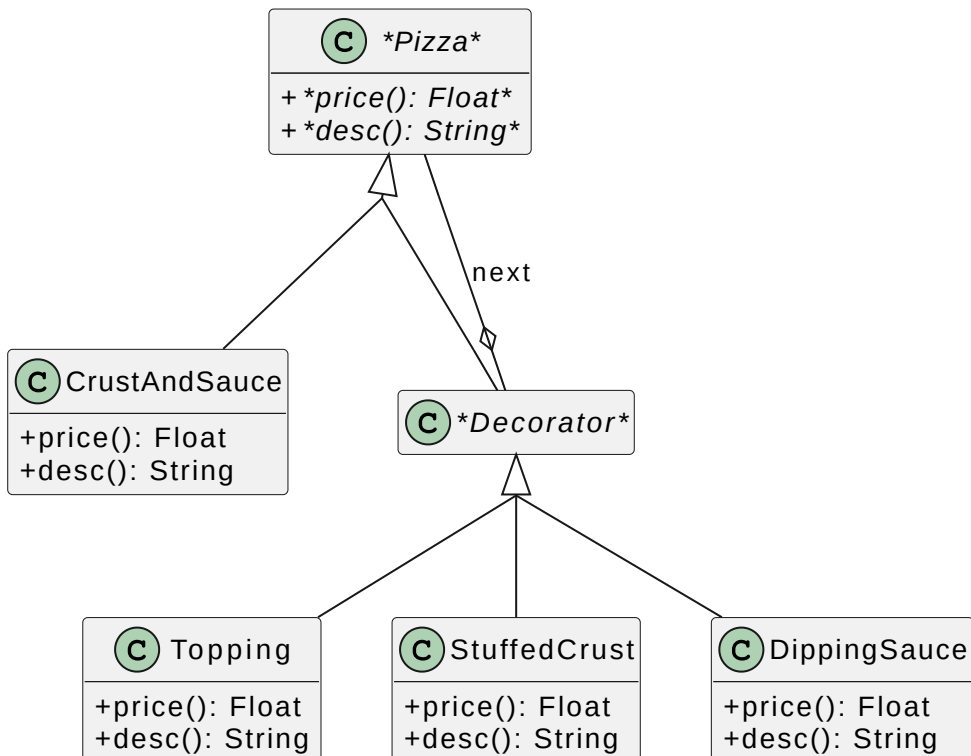 C *Pizza*
+ *price(): Float*
+ *desc(): String*
next
C CrustAndSauce
+price(): Float
+desc(): String
C *Decorator*
C Topping
+price(): Float
+desc(): String
C StuffedCrust
+price(): Float
+desc(): String
C DippingSauce
+price(): Float
+desc(): String